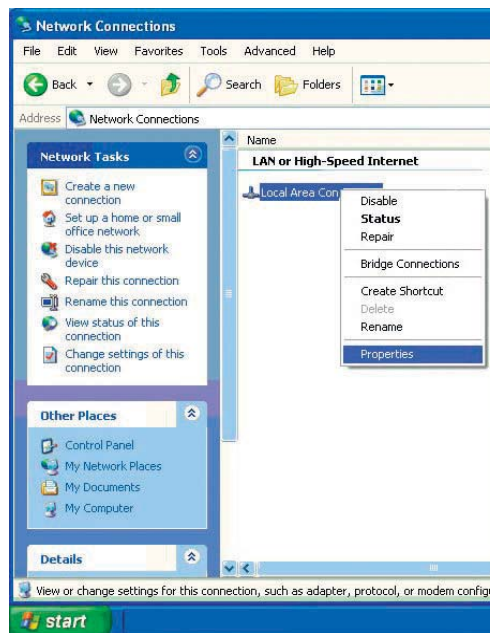 Network Connections
File Edit View Favorites Tools Advanced Help
Back Search Folders
Address Network Connections
Network Tasks
Create a new
connection
Set up a home or small
office network
Disable this network
device
Repair this connection
Rename this connection
View status of this
connection
Change settings of this
connection
Other Places
Control Panel
My Network Places
My Documents
My Computer
Details
Name
LAN or High-Speed Internet
Local Area Con
Disable
Status
Repair
Bridge Connections
Create Shortcut
Delete
Rename
Properties
View or change settings for this connection, such as adapter, protocol, or modem config
start